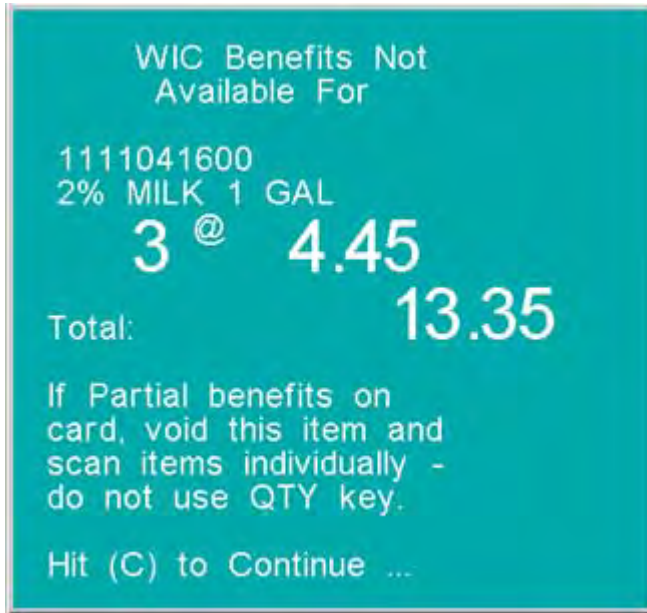 WIC Benefits Not
Available For
1111041600
2% MILK 1 GAL
3 @ 4.45
13.35
Total:
If Partial benefits on
card, void this item and
scan items individually -
do not use QTY key.
Hit (C) to Continue ...